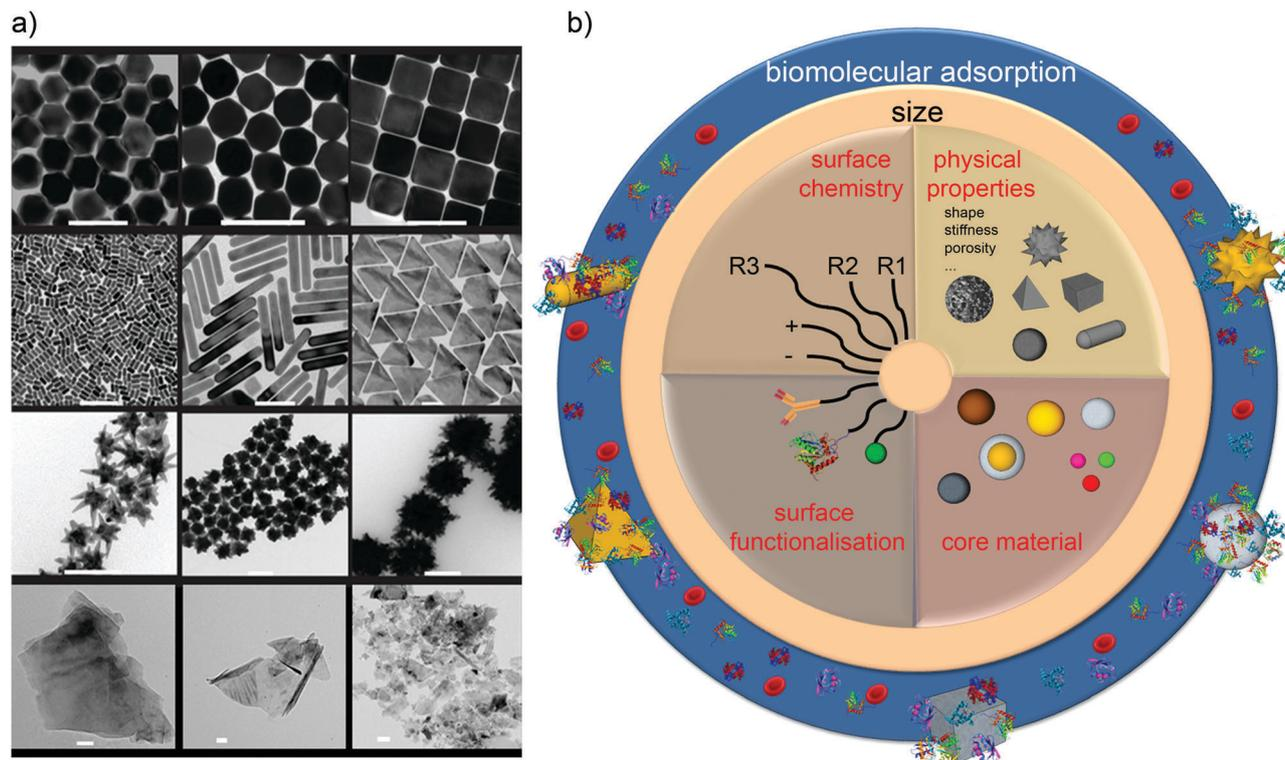 a)
b)
biomolecular adsorption
size
surface
chemistry
physical
properties
shape
stiffness
porosity
...
R3
R2
R1
+
-
surface
functionalisation
core material